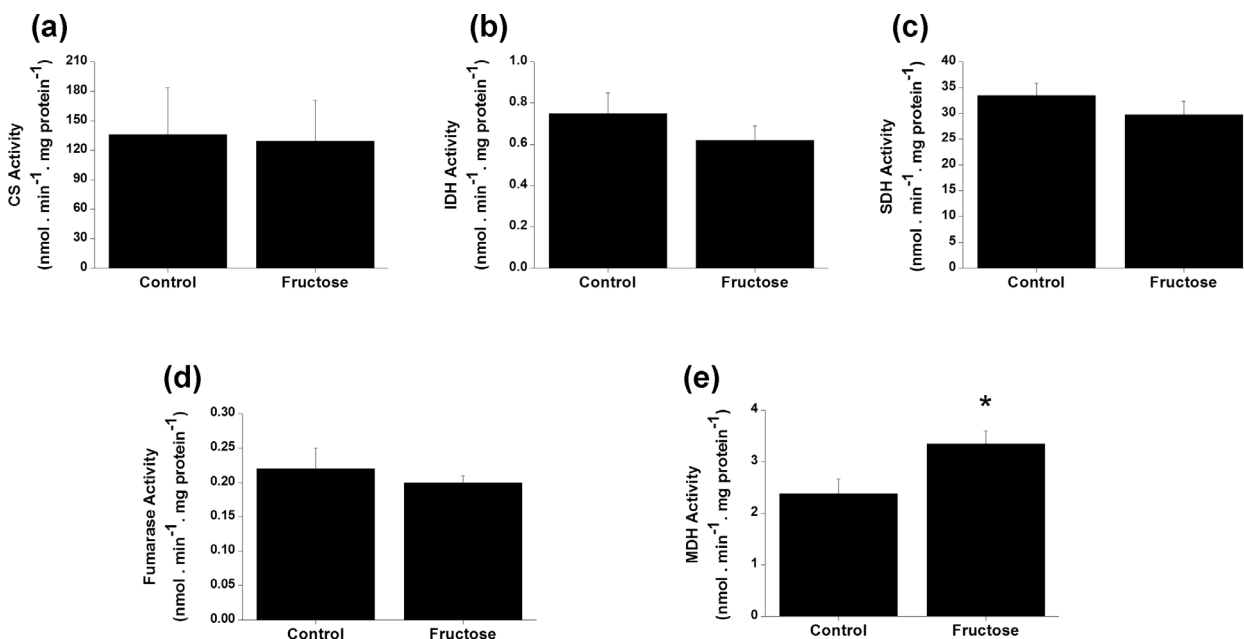 (a)
CS Activity
(nmol . min⁻¹. mg protein⁻¹)
210
180
150
120
90
60
30
0
Control Fructose
(b)
IDH Activity
(nmol . min⁻¹. mg protein⁻¹)
1.0
0.8
0.6
0.4
0.2
0.0
Control Fructose
(c)
SDH Activity
(nmol . min⁻¹. mg protein⁻¹)
40
35
30
25
20
15
10
5
0
Control Fructose
(d)
Fumarase Activity
(nmol . min⁻¹. mg protein⁻¹)
0.30
0.25
0.20
0.15
0.10
0.05
0.00
Control Fructose
(e)
MDH Activity
(nmol . min⁻¹. mg protein⁻¹)
4
3
2
1
0
*
Control Fructose